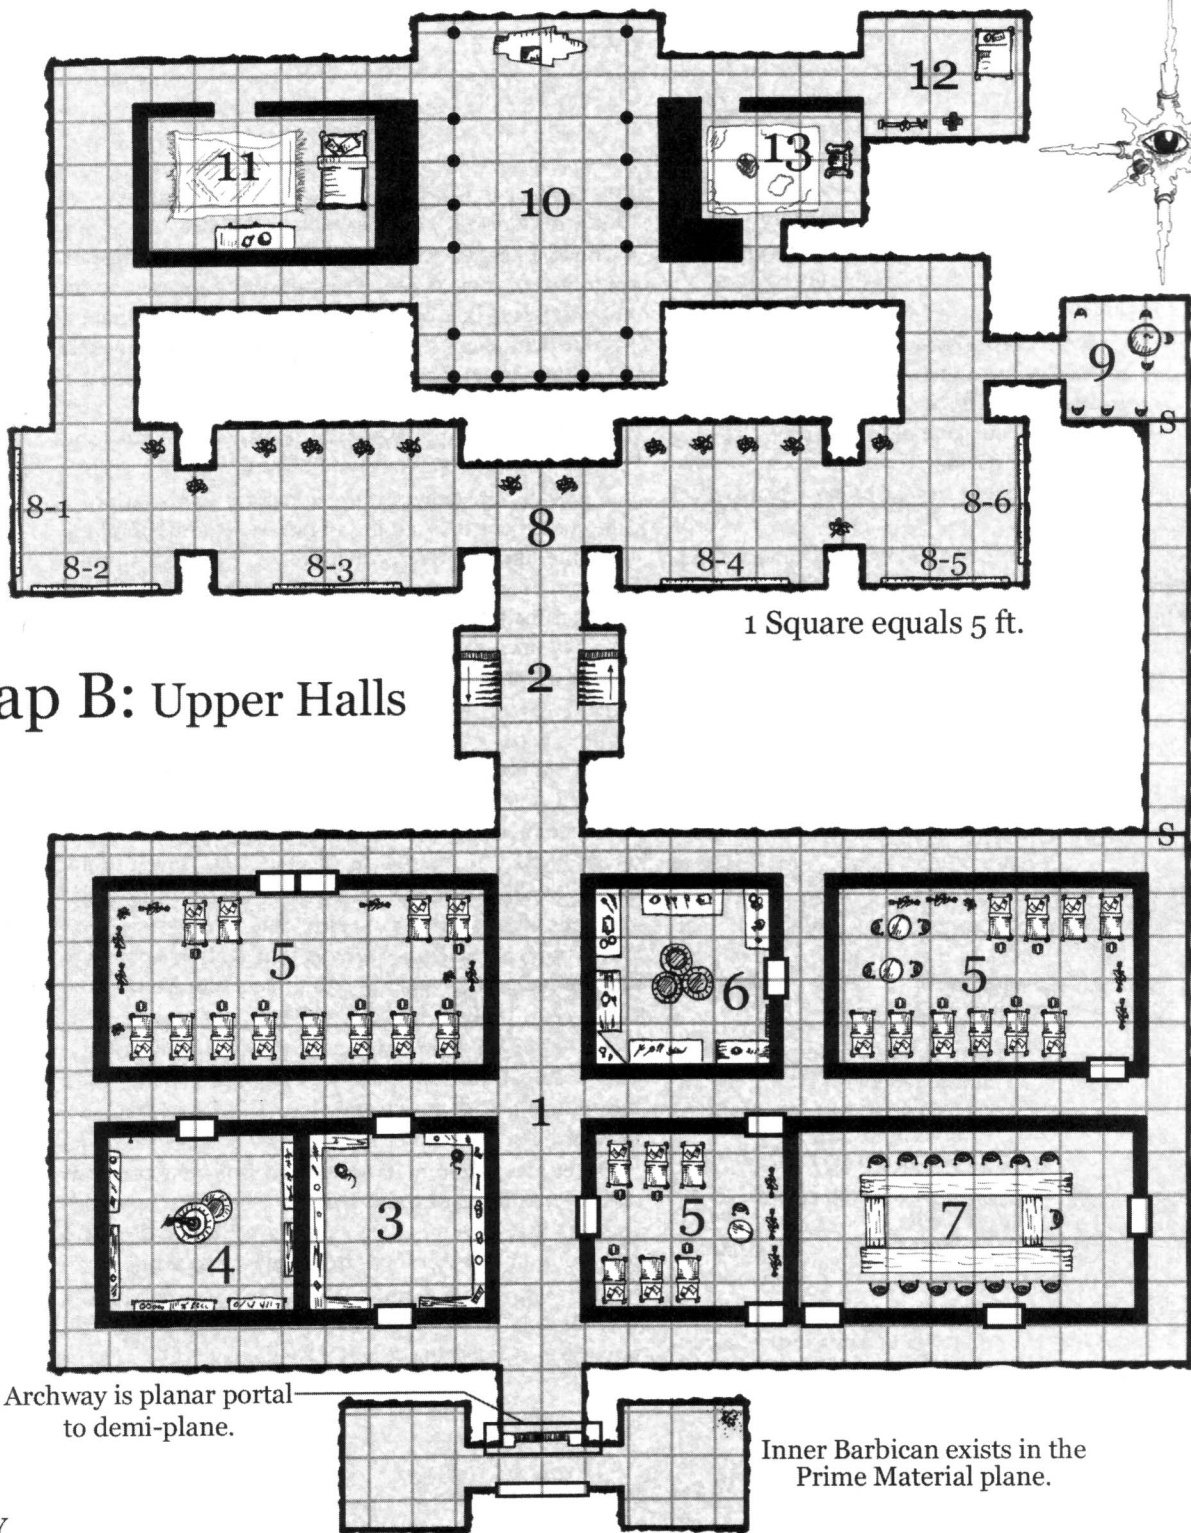 12
11
13
10
9
S
8-1
8
8-6
8-2
8-3
8-4
8-5
1 Square equals 5 ft.
2
ap B: Upper Halls
S
5
6
5
1
3
5
7
4
Archway is planar portal
to demi-plane.
Inner Barbican exists in the
Prime Material plane.